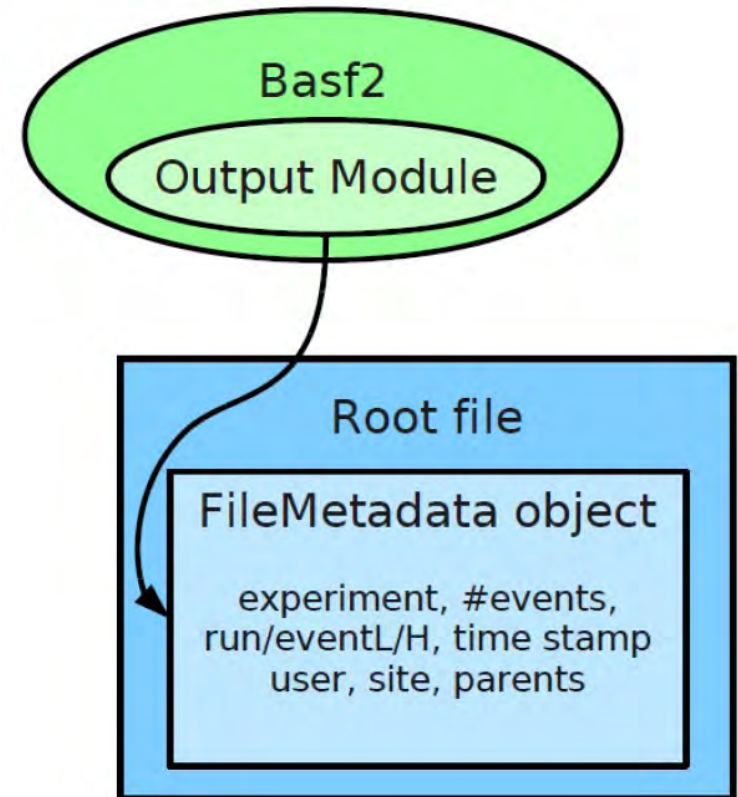 Basf2
Output Module
Root file
FileMetadata object
experiment, #events,
run/eventL/H, time stamp
user, site, parents